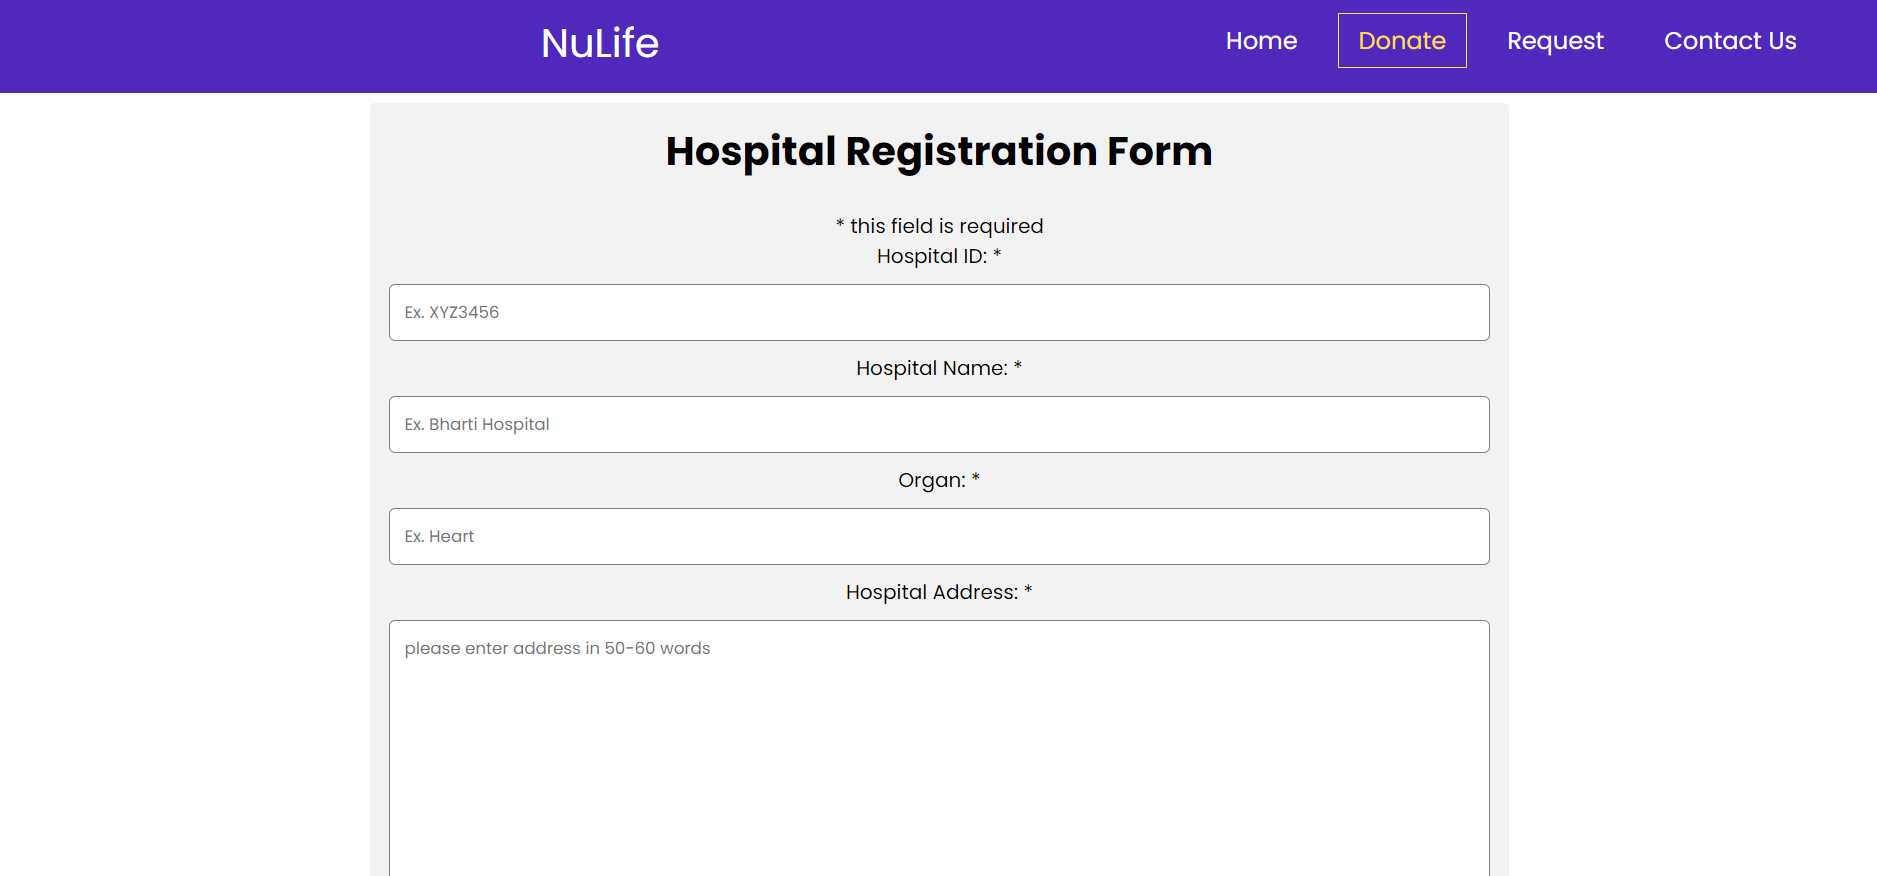 NuLife
Home
Donate
Request
Contact Us
Hospital Registration Form
* this field is required
Hospital ID: *
Ex. XYZ3456
Hospital Name: *
Ex. Bharti Hospital
Organ: *
Ex. Heart
Hospital Address: *
please enter address in 50-60 words